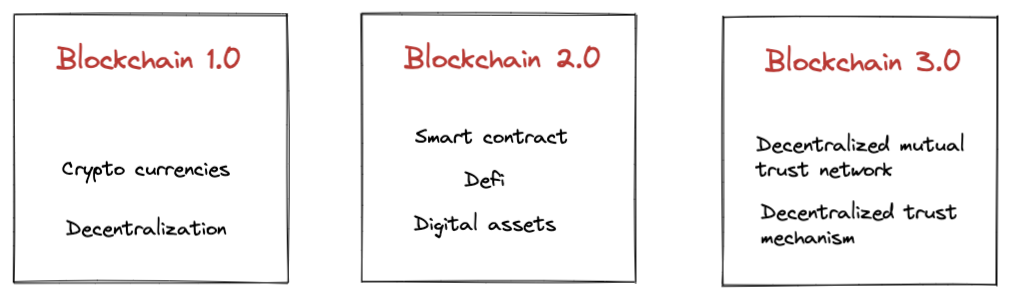 Blockchain 1.0
Crypto currencies
Decentralization
Blockchain 2.0
Smart contract
Defi
Digital assets
Blockchain 3.0
Decentralized mutual
trust network
Decentralized trust
mechanism